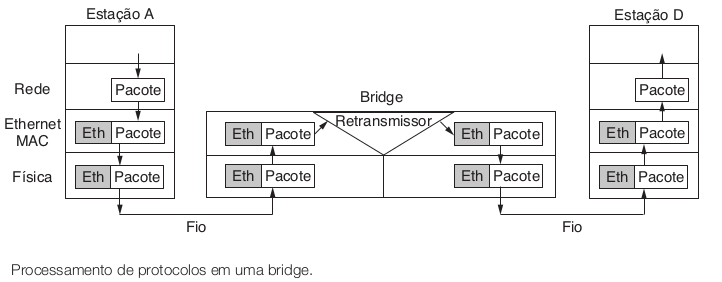 Estação A
Estação D
Rede
Pacote
Bridge
Pacote
Ethernet
MAC
Eth Pacote
Eth Pacote
Retransmissor
Eth Pacote
Eth Pacote
Física
Eth Pacote
Eth Pacote
Eth Pacote
Eth Pacote
Fio
Fio
Processamento de protocolos em uma bridge.